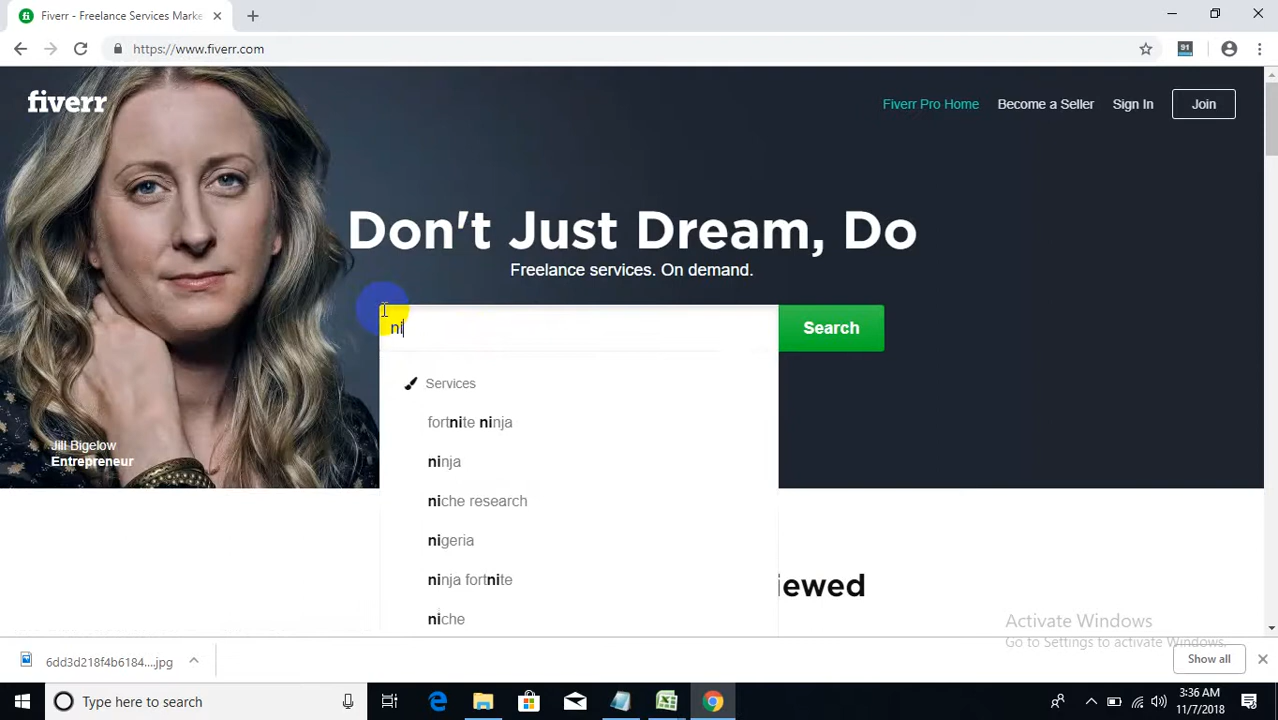 Fiverr - Freelance Services Marke
https://www.fiverr.com
91
fiverr
Fiverr Pro Home
Become a Seller
Sign In
Join
Don't Just Dream, Do
Freelance services. On demand.
ni
Search
Services
fortnite ninja
ninja
niche research
nigeria
ninja fortnite
niche
Jill Bigelow
Entrepreneur
iewed
Activate Windows
Go to Settings to activate Windows.
6dd3d218f4b6184....jpg
Show all
Type here to search
3:36 AM
11/7/2018